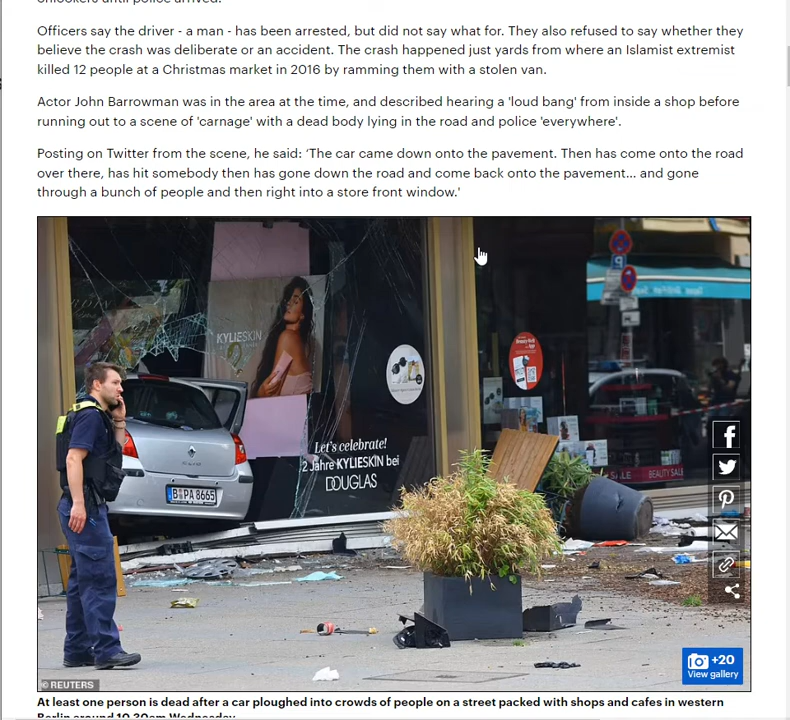 Officers say the driver - a man - has been arrested, but did not say what for. They also refused to say whether they
believe the crash was deliberate or an accident. The crash happened just yards from where an Islamist extremist
killed 12 people at a Christmas market in 2016 by ramming them with a stolen van.
Actor John Barrowman was in the area at the time, and described hearing a 'loud bang' from inside a shop before
running out to a scene of 'carnage' with a dead body lying in the road and police 'everywhere'.
Posting on Twitter from the scene, he said: ‘The car came down onto the pavement. Then has come onto the road
over there, has hit somebody then has gone down the road and come back onto the pavement... and gone
through a bunch of people and then right into a store front window.'
KYLIESKIN
Let's celebrate!
2 Jahre KYLIESKIN bei
DOUGLAS
B PA 8665
SALE
BEAUTY SALE
+20
View gallery
© REUTERS
At least one person is dead after a car ploughed into crowds of people on a street packed with shops and cafes in western
Berlin around 10.30am Wednesday